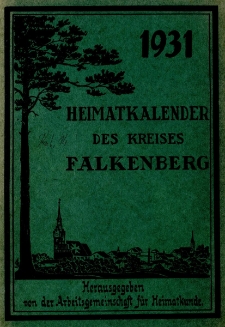 1931
HEIMATKALENDER
DES KREISES
FALKENBERG
Herausgegeben
von der Arbeitsgemeinschaft für Heimatkunde.